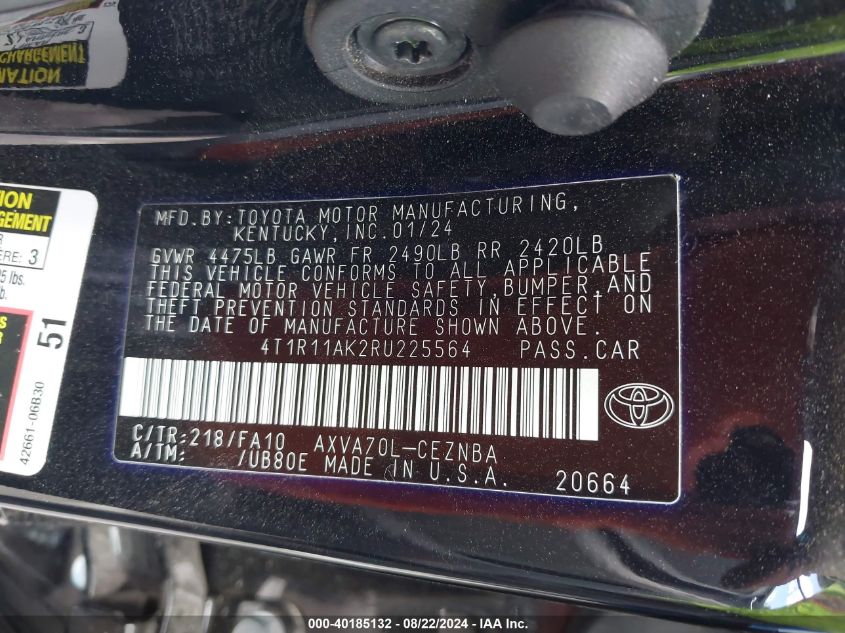 MFD. BY: TOYOTA MOTOR MANUFACTURING,
KENTUCKY, INC. 01/24
GVWR 4475LB GAWR FR 2490LB RR 2420LB
THIS VEHICLE CONFORMS TO ALL APPLICABLE
FEDERAL MOTOR VEHICLE SAFETY, BUMPER, AND
THEFT PREVENTION STANDARDS IN EFFECT ON
THE DATE OF MANUFACTURE SHOWN ABOVE.
4T1R11AK2RU225564 PASS. CAR
C/TR: 218/FA10 AXVA70L-CEZNBA
A/TM: /UB80E MADE IN U.S.A.
20664
3
lbs.
51
42661-06B30
000-40185132 - 08/22/2024 - IAA Inc.